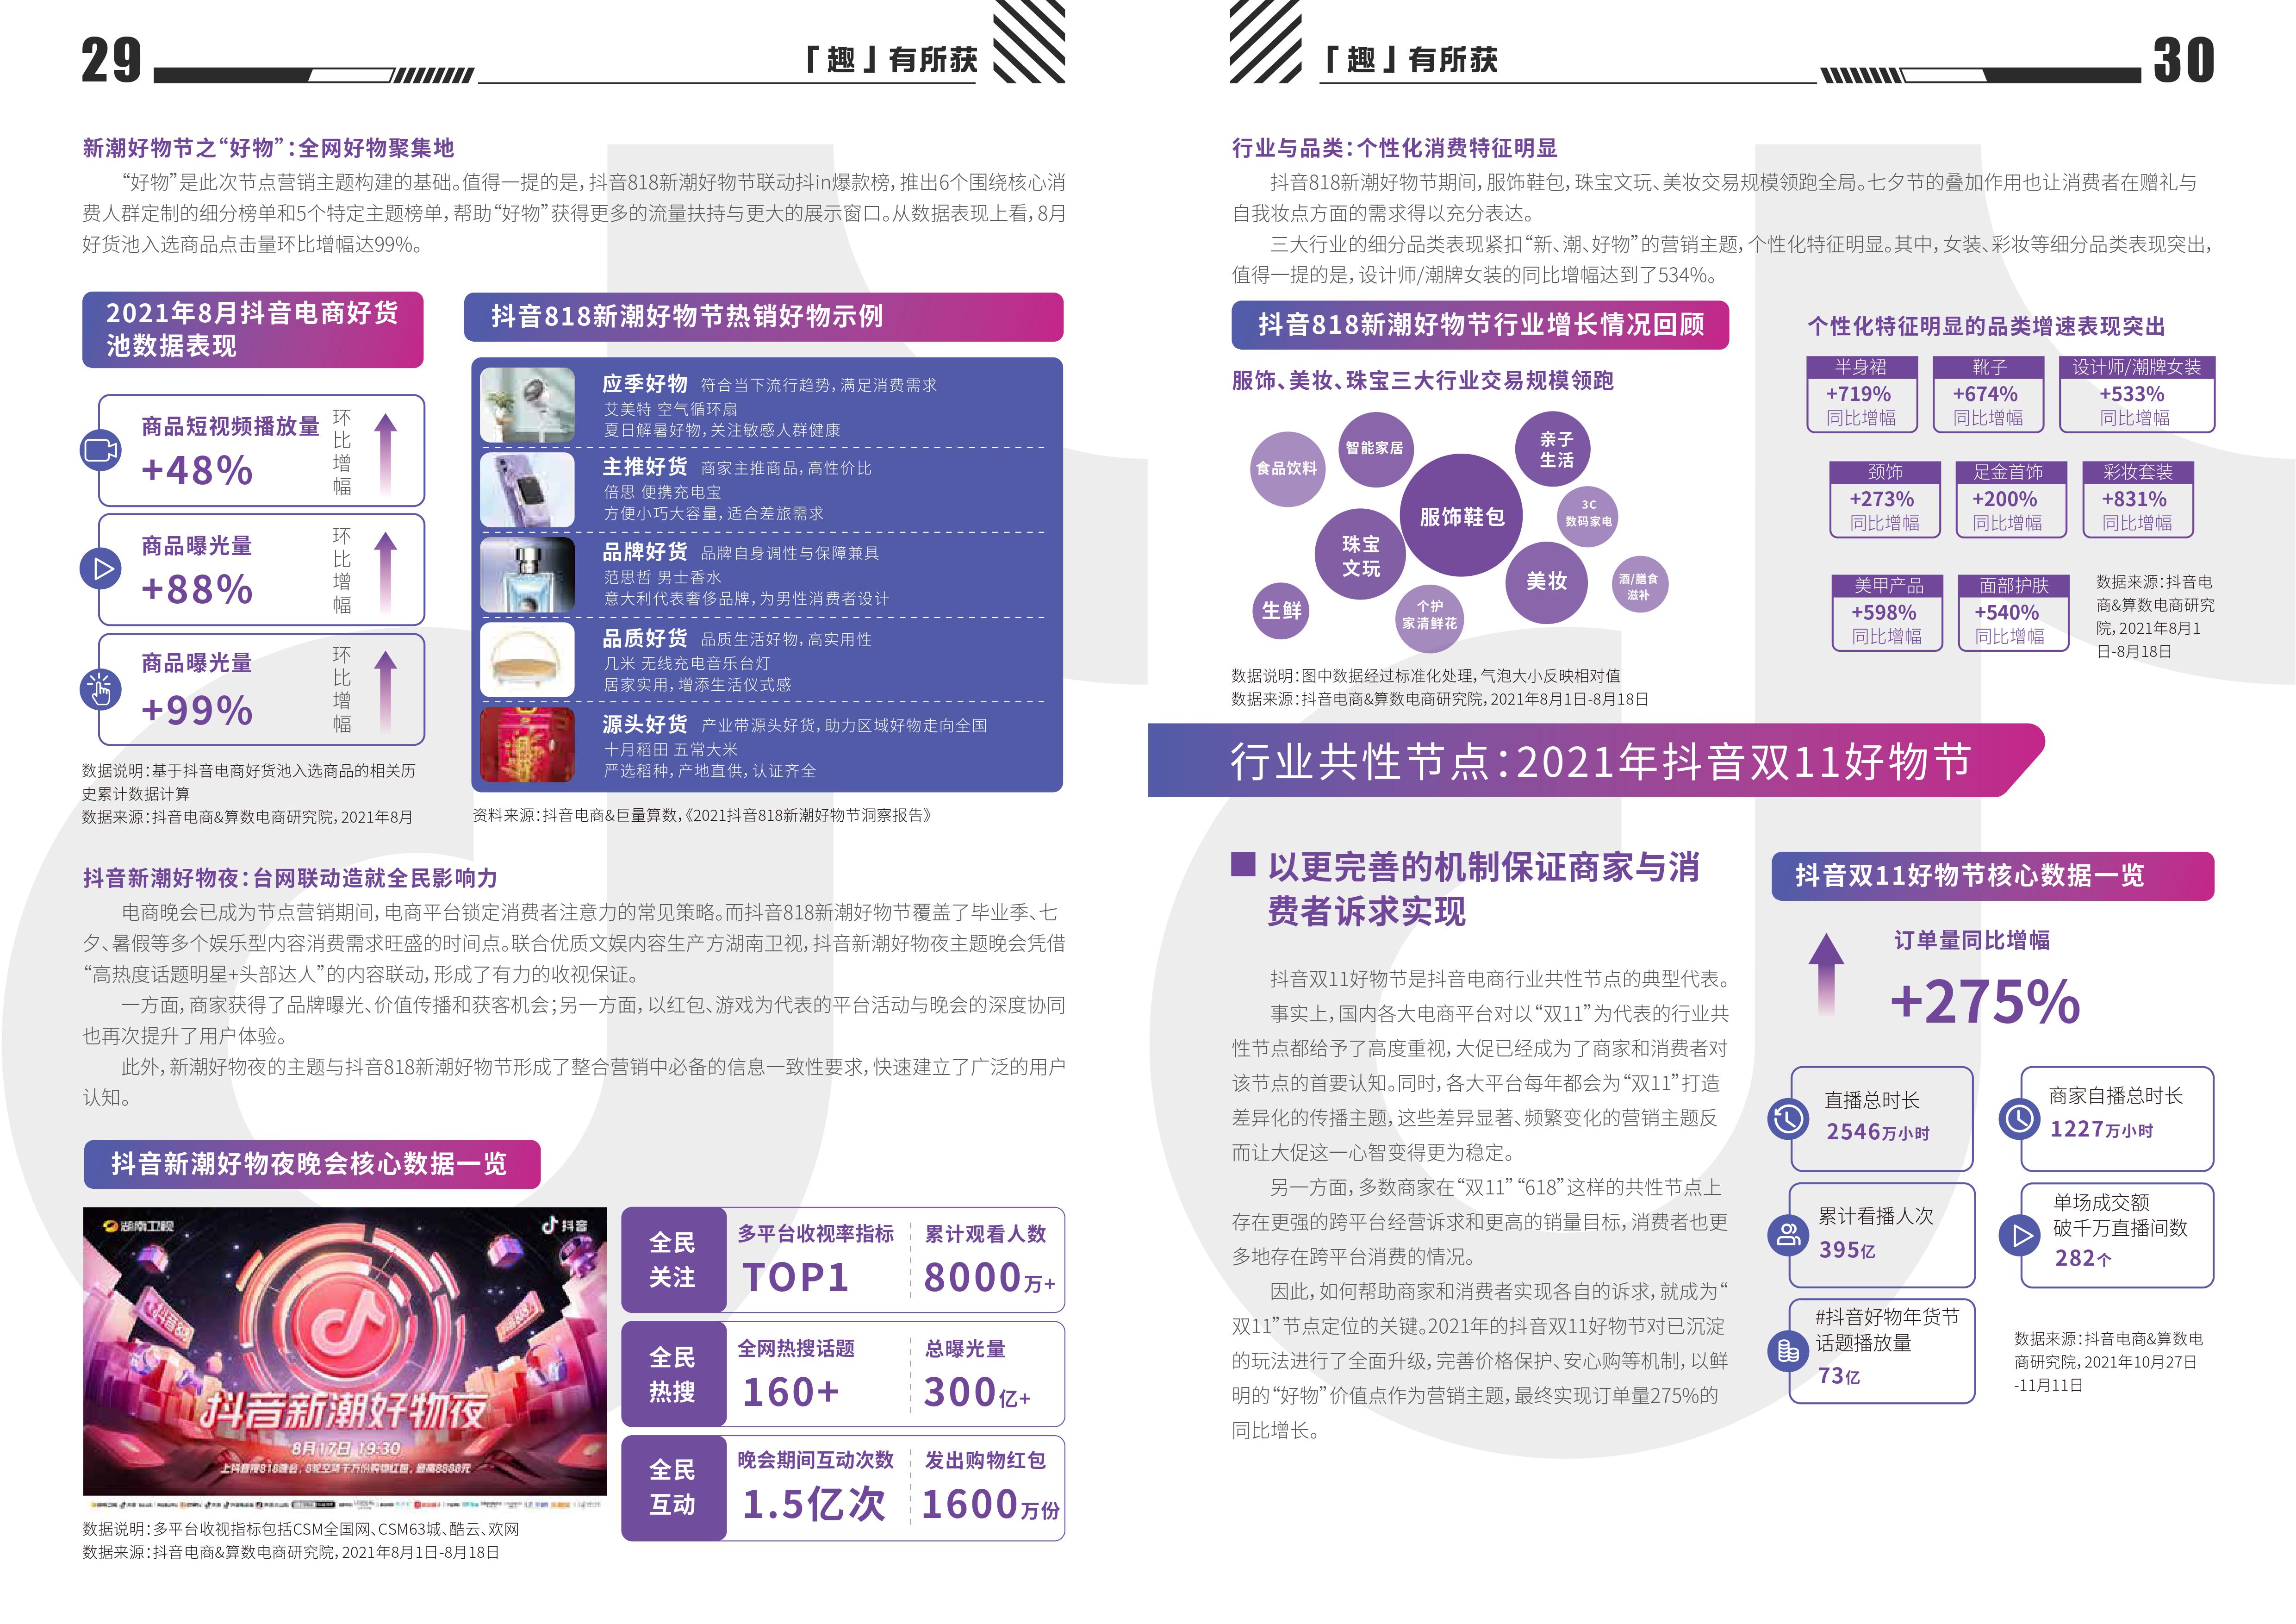 29
「趣」有所获
新潮好物节之“好物”：全网好物聚集地
“好物”是此次节点营销主题构建的基础。值得一提的是，抖音818新潮好物节联动抖in爆款榜，推出6个围绕核心消
费人群定制的细分榜单和5个特定主题榜单，帮助“好物”获得更多的流量扶持与更大的展示窗口。从数据表现上看，8月
好货池入选商品点击量环比增幅达99%。
2021年8月抖音电商好货
池数据表现
商品短视频播放量
+48%
环比增幅
商品曝光量
+88%
环比增幅
商品曝光量
+99%
环比增幅
数据说明：基于抖音电商好货池入选商品的相关历
史累计数据计算
数据来源：抖音电商&算数电商研究院，2021年8月
抖音818新潮好物节热销好物示例
应季好物 符合当下流行趋势，满足消费需求
艾美特 空气循环扇
夏日解暑好物，关注敏感人群健康
主推好货 商家主推商品，高性价比
倍思 便携充电宝
方便小巧大容量，适合差旅需求
品牌好货 品牌自身调性与保障兼具
范思哲 男士香水
意大利代表奢侈品牌，为男性消费者设计
品质好货 品质生活好物，高实用性
几米 无线充电音乐台灯
居家实用，增添生活仪式感
源头好货 产业带源头好货，助力区域好物走向全国
十月稻田 五常大米
严选稻种，产地直供，认证齐全
资料来源：抖音电商&巨量算数，《2021抖音818新潮好物节洞察报告》
抖音新潮好物夜：台网联动造就全民影响力
电商晚会已成为节点营销期间，电商平台锁定消费者注意力的常见策略。而抖音818新潮好物节覆盖了毕业季、七
夕、暑假等多个娱乐型内容消费需求旺盛的时间点。联合优质文娱内容生产方湖南卫视，抖音新潮好物夜主题晚会凭借
“高热度话题明星+头部达人”的内容联动，形成了有力的收视保证。
一方面，商家获得了品牌曝光、价值传播和获客机会；另一方面，以红包、游戏为代表的平台活动与晚会的深度协同
也再次提升了用户体验。
此外，新潮好物夜的主题与抖音818新潮好物节形成了整合营销中必备的信息一致性要求，快速建立了广泛的用户
认知。
抖音新潮好物夜晚会核心数据一览
湖南卫视
抖音
抖音新潮好物夜
8月17日 19:30
上抖音搜818晚会，8轮空降千万份购物红包，最高8888元
全民
关注
多平台收视率指标
TOP1
累计观看人数
8000万+
全民
热搜
全网热搜话题
160+
总曝光量
300亿+
全民
互动
晚会期间互动次数
1.5亿次
发出购物红包
1600万份
数据说明：多平台收视指标包括CSM全国网、CSM63城、酷云、欢网
数据来源：抖音电商&算数电商研究院，2021年8月1日-8月18日
「趣」有所获
30
行业与品类：个性化消费特征明显
抖音818新潮好物节期间，服饰鞋包，珠宝文玩、美妆交易规模领跑全局。七夕节的叠加作用也让消费者在赠礼与
自我妆点方面的需求得以充分表达。
三大行业的细分品类表现紧扣“新、潮、好物”的营销主题，个性化特征明显。其中，女装、彩妆等细分品类表现突出，
值得一提的是，设计师/潮牌女装的同比增幅达到了534%。
抖音818新潮好物节行业增长情况回顾
服饰、美妆、珠宝三大行业交易规模领跑
食品饮料
智能家居
亲子
生活
服饰鞋包
3C
数码家电
珠宝
文玩
美妆
酒/膳食
滋补
生鲜
个护
家清鲜花
数据说明：图中数据经过标准化处理，气泡大小反映相对值
数据来源：抖音电商&算数电商研究院，2021年8月1日-8月18日
个性化特征明显的品类增速表现突出
半身裙
+719%
同比增幅
靴子
+674%
同比增幅
设计师/潮牌女装
+533%
同比增幅
颈饰
+273%
同比增幅
足金首饰
+200%
同比增幅
彩妆套装
+831%
同比增幅
美甲产品
+598%
同比增幅
面部护肤
+540%
同比增幅
数据来源：抖音电
商&算数电商研究
院，2021年8月1
日-8月18日
行业共性节点：2021年抖音双11好物节
以更完善的机制保证商家与消
费者诉求实现
抖音双11好物节是抖音电商行业共性节点的典型代表。
事实上，国内各大电商平台对以“双11”为代表的行业共
性节点都给予了高度重视，大促已经成为了商家和消费者对
该节点的首要认知。同时，各大平台每年都会为“双11”打造
差异化的传播主题，这些差异显著、频繁变化的营销主题反
而让大促这一心智变得更为稳定。
另一方面，多数商家在“双11”“618”这样的共性节点上
存在更强的跨平台经营诉求和更高的销量目标，消费者也更
多地存在跨平台消费的情况。
因此，如何帮助商家和消费者实现各自的诉求，就成为“
双11”节点定位的关键。2021年的抖音双11好物节对已沉淀
的玩法进行了全面升级，完善价格保护、安心购等机制，以鲜
明的“好物”价值点作为营销主题，最终实现订单量275%的
同比增长。
抖音双11好物节核心数据一览
订单量同比增幅
+275%
直播总时长
2546万小时
商家自播总时长
1227万小时
累计看播人次
395亿
单场成交额
破千万直播间数
282个
#抖音好物年货节
话题播放量
73亿
数据来源：抖音电商&算数电
商研究院，2021年10月27日
-11月11日